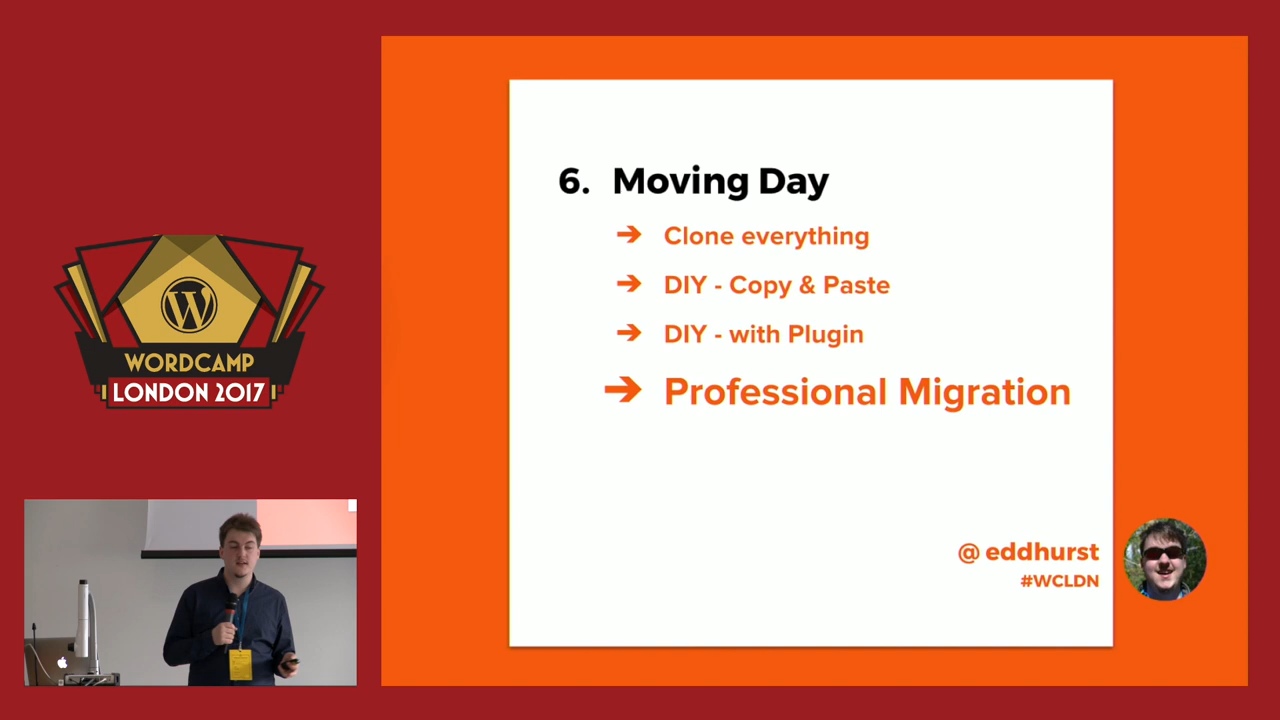 WORDCAMP
LONDON 2017
6. Moving Day
➔ Clone everything
➔ DIY - Copy & Paste
➔ DIY - with Plugin
➔ Professional Migration
@ eddhurst
#WCLDN